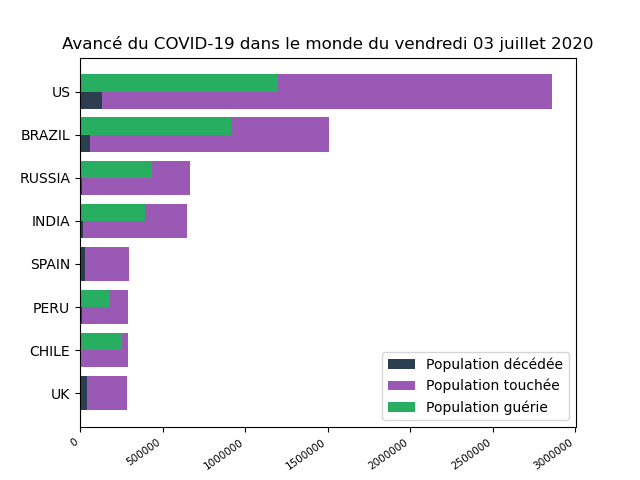 Avancé du COVID-19 dans le monde du vendredi 03 juillet 2020
US
BRAZIL
RUSSIA
INDIA
SPAIN
PERU
CHILE
UK
Population décédée
Population touchée
Population guérie
0
500000
1000000
1500000
2000000
2500000
3000000